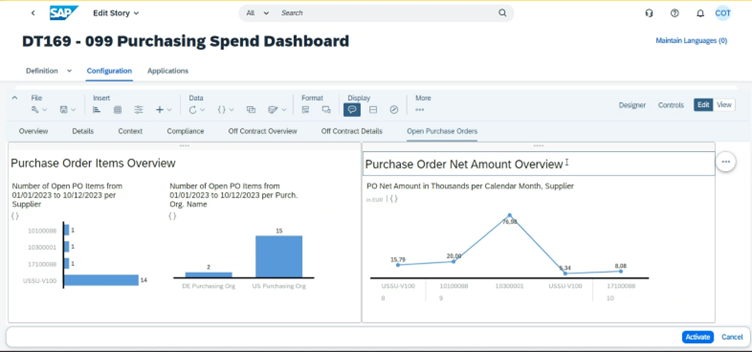 SAP
Edit Story
All
Search
COT
DT169 - 099 Purchasing Spend Dashboard
Maintain Languages (0)
Definition
Configuration
Applications
File
Insert
Data
Format
Display
More
Designer
Controls
Edit
View
Overview
Details
Context
Compliance
Off Contract Overview
Off Contract Details
Open Purchase Orders
Purchase Order Items Overview
Number of Open PO Items from
01/01/2023 to 10/12/2023 per
Supplier
{}
10100088 1
10300001 1
17100088 1
USSU-V100 14
Number of Open PO Items from
01/01/2023 to 10/12/2023 per Purch.
Org. Name
{}
2
15
DE Purchasing Org
US Purchasing Org
Purchase Order Net Amount Overview
PO Net Amount in Thousands per Calendar Month, Supplier
in EUR | {}
15,79
20,00
76,98
5,34
8,08
USSU-V100
10100088
10300001
USSU-V100
17100088
8
9
10
Activate
Cancel